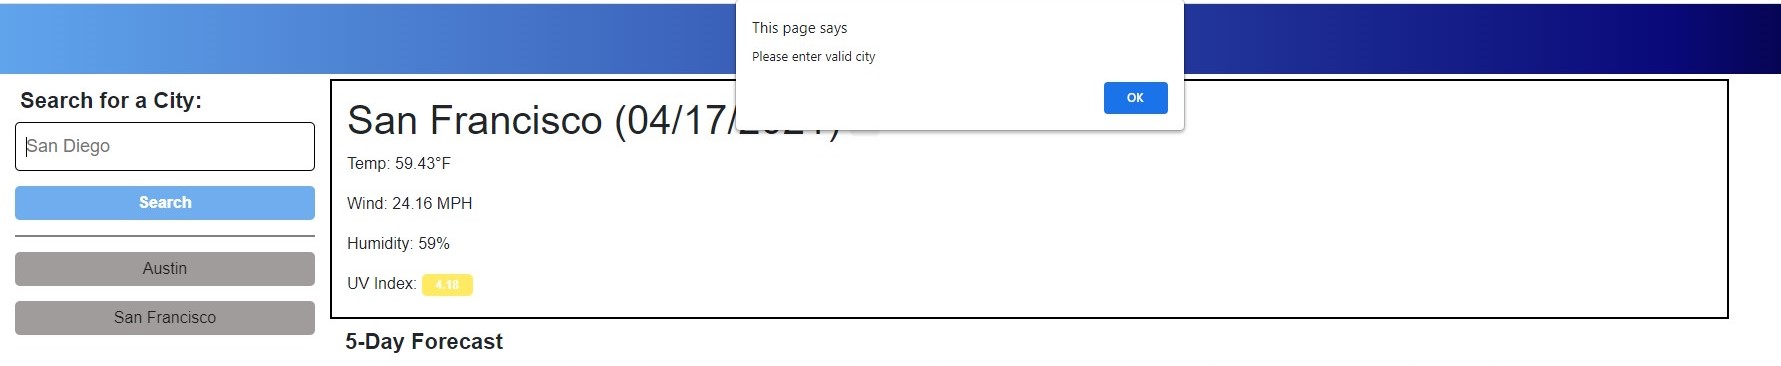 This page says
Please enter valid city
OK
Search for a City:
San Diego
Search
Austin
San Francisco
San Francisco (04/17/2021)
Temp: 59.43°F
Wind: 24.16 MPH
Humidity: 59%
UV Index: 4.18
5-Day Forecast